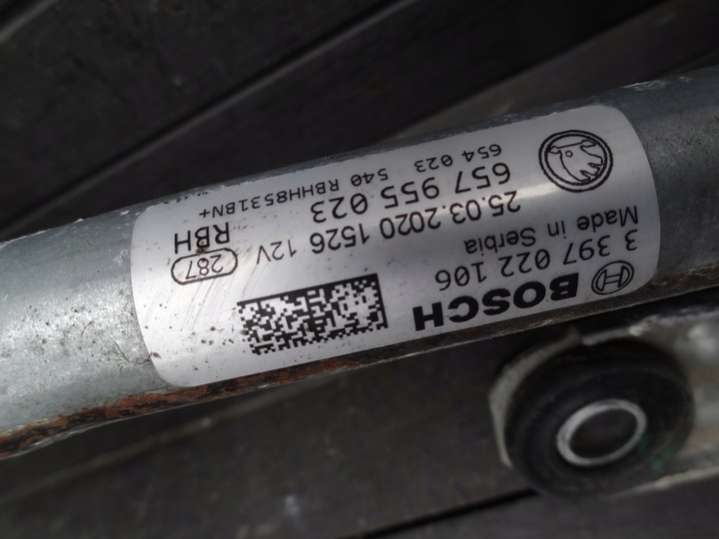 BOSCH
3 397 022 106
Made in Serbia
25.03.2020 1526 12V
287
RBH
657 955 023
654 023 540 RBHH8531BN+